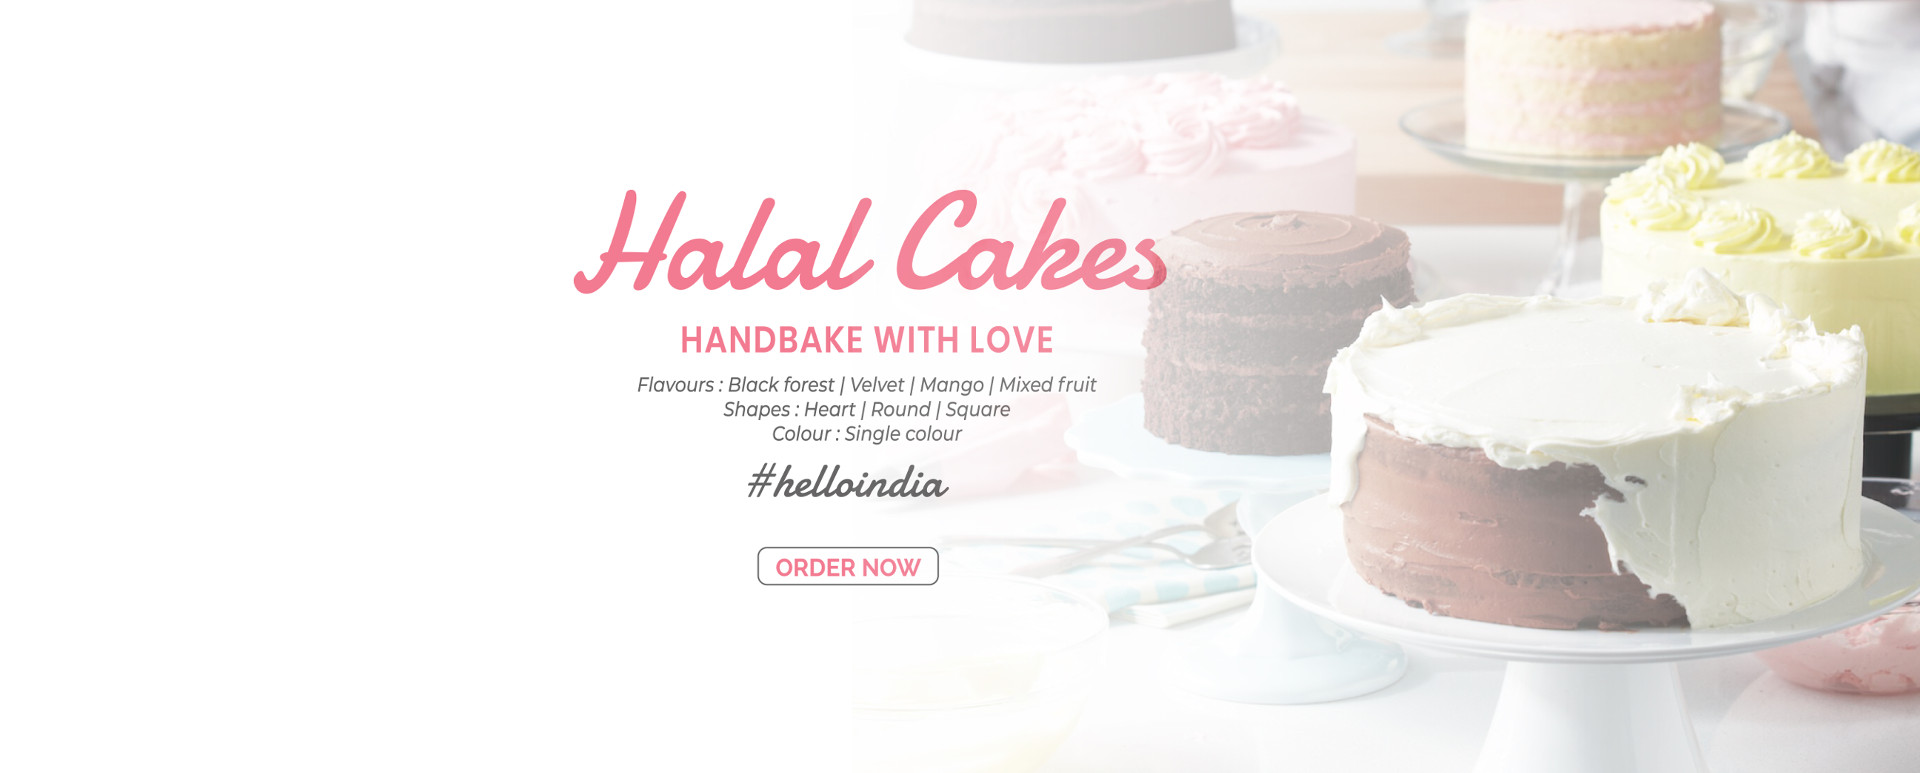 Halal Cakes
HANDBAKE WITH LOVE
Flavours : Black forest | Velvet | Mango | Mixed fruit
Shapes : Heart | Round | Square
Colour : Single colour
#helloindia
ORDER NOW